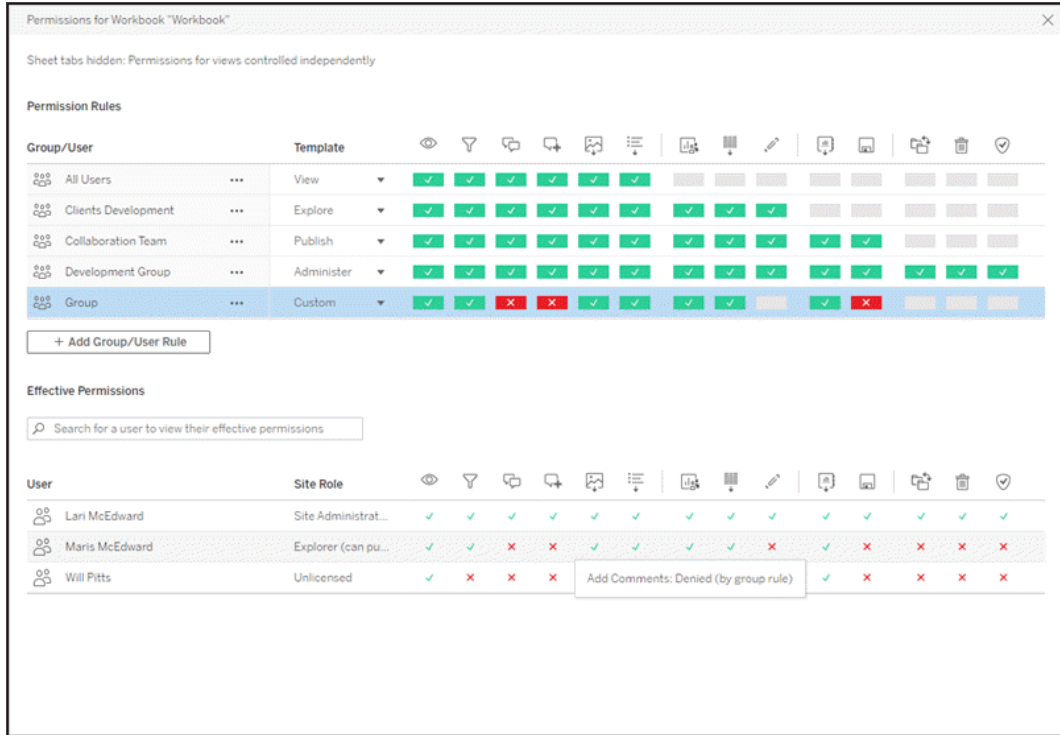 Permissions for Workbook "Workbook"
Sheet tabs hidden: Permissions for views controlled independently
Permission Rules
Group/User Template
All Users ... View
Clients Development ... Explore
Collaboration Team ... Publish
Development Group ... Administer
Group ... Custom
+ Add Group/User Rule
Effective Permissions
Search for a user to view their effective permissions
User Site Role
Lari McEdward Site Administrat...
Maris McEdward Explorer (can pu...
Will Pitts Unlicensed
Add Comments: Denied (by group rule)